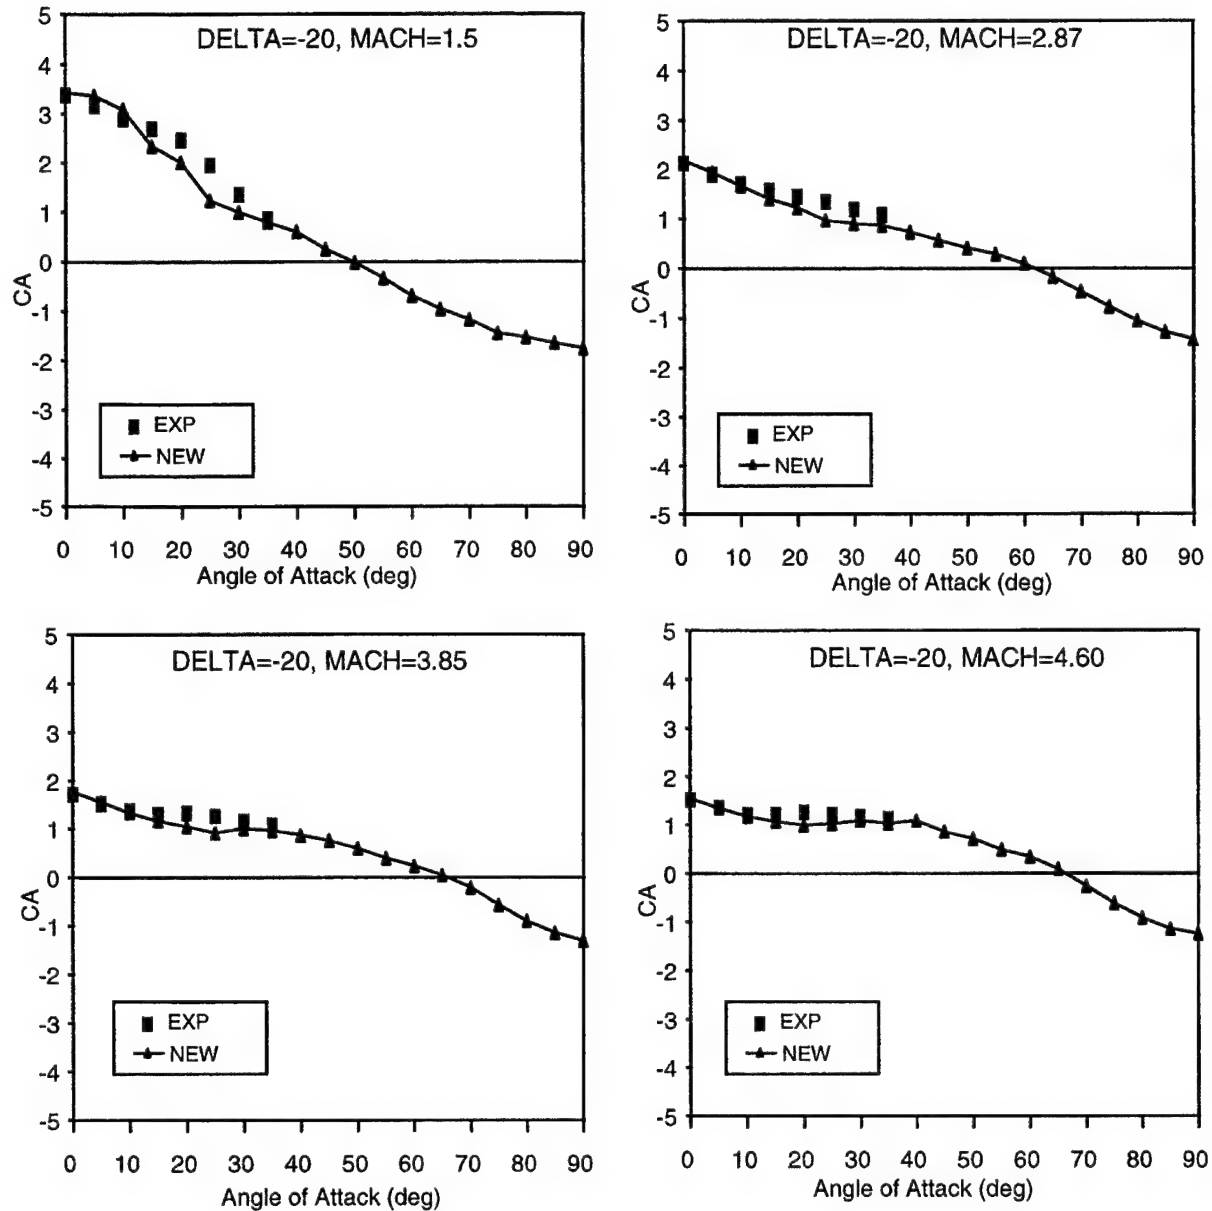 DELTA=-20, MACH=1.5
5
4
3
2
1
0
-1
-2
-3
-4
-5
CA
EXP
NEW
0 10 20 30 40 50 60 70 80 90
Angle of Attack (deg)
DELTA=-20, MACH=2.87
5
4
3
2
1
0
-1
-2
-3
-4
-5
CA
EXP
NEW
0 10 20 30 40 50 60 70 80 90
Angle of Attack (deg)
DELTA=-20, MACH=3.85
5
4
3
2
1
0
-1
-2
-3
-4
-5
CA
EXP
NEW
0 10 20 30 40 50 60 70 80 90
Angle of Attack (deg)
DELTA=-20, MACH=4.60
5
4
3
2
1
0
-1
-2
-3
-4
-5
CA
EXP
NEW
0 10 20 30 40 50 60 70 80 90
Angle of Attack (deg)